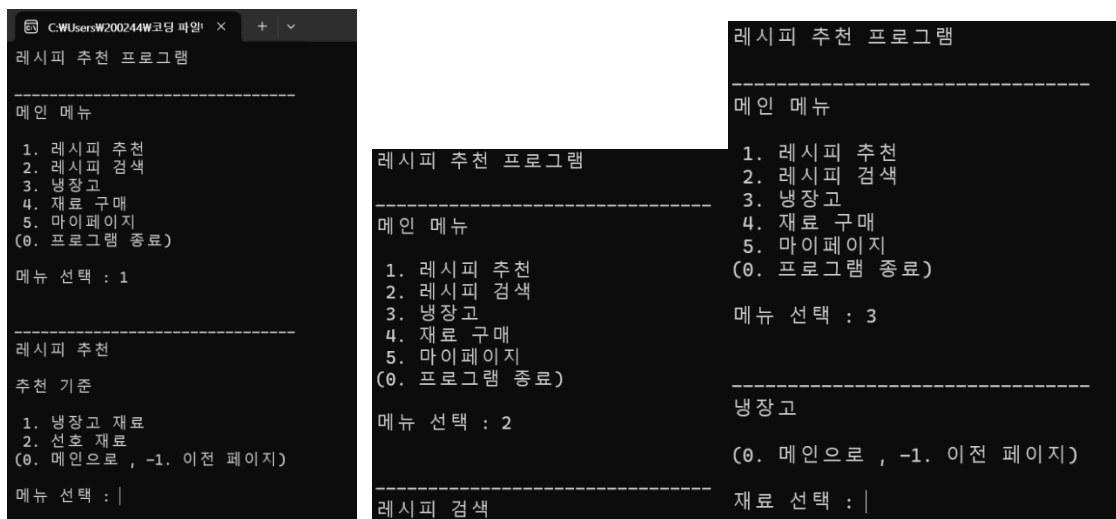 C:₩Users₩200244₩코딩 파일
레시피 추천 프로그램
--------------------------------
메인 메뉴
1. 레시피 추천
2. 레시피 검색
3. 냉장고
4. 재료 구매
5. 마이페이지
(0. 프로그램 종료)
메뉴 선택 : 1
--------------------------------
레시피 추천
추천 기준
1. 냉장고 재료
2. 선호 재료
(0. 메인으로 , -1. 이전 페이지)
메뉴 선택 :
레시피 추천 프로그램
--------------------------------
메인 메뉴
1. 레시피 추천
2. 레시피 검색
3. 냉장고
4. 재료 구매
5. 마이페이지
(0. 프로그램 종료)
메뉴 선택 : 2
--------------------------------
레시피 검색
레시피 추천 프로그램
--------------------------------
메인 메뉴
1. 레시피 추천
2. 레시피 검색
3. 냉장고
4. 재료 구매
5. 마이페이지
(0. 프로그램 종료)
메뉴 선택 : 3
--------------------------------
냉장고
(0. 메인으로 , -1. 이전 페이지)
재료 선택 :